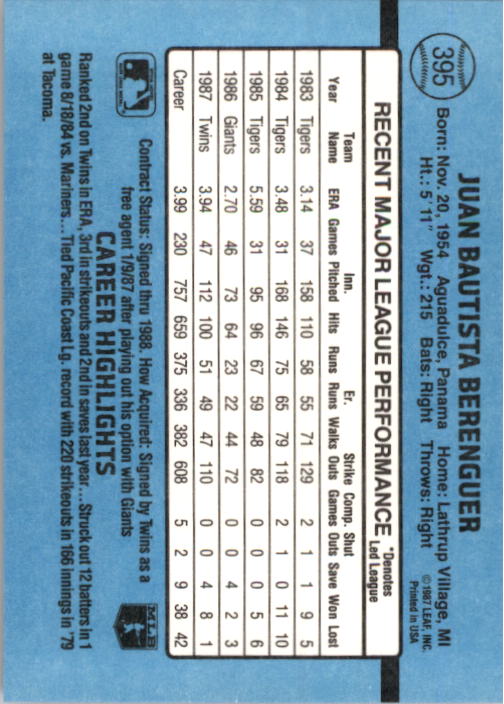 395
JUAN BAUTISTA BERENGUER
Born: Nov. 20, 1954 Aguadulce, Panama Home: Lathrup Village, MI
Ht.: 5' 11" Wgt.: 215 Bats: Right Throws: Right
©1987 LEAF, INC.
Printed in USA
RECENT MAJOR LEAGUE PERFORMANCE *Denotes
Led League
Team Inn. Er. Strike Comp. Shut
Year Name ERA Games Pitched Hits Runs Runs Walks Outs Games Outs Save Won Lost
1983 Tigers 3.14 37 158 110 58 55 71 129 2 1 1 9 5
1984 Tigers 3.48 31 168 146 75 65 79 118 2 1 0 11 10
1985 Tigers 5.59 31 95 96 67 59 48 82 0 0 0 5 6
1986 Giants 2.70 46 73 64 23 22 44 72 0 0 4 2 3
1987 Twins 3.94 47 112 100 51 49 47 110 0 0 4 8 1
Career 3.99 230 757 659 375 336 382 608 5 2 9 38 42
Contract Status: Signed thru 1988, How Acquired: Signed by Twins as a
free agent 1/9/87 after playing out his option with Giants
MLB
CAREER HIGHLIGHTS
Ranked 2nd on Twins in ERA, 3rd in strikeouts and 2nd in saves last year...Struck out 12 batters in 1
game 8/18/84 vs. Mariners...Tied Pacific Coast Lg. record with 220 strikeouts in 166 innings in '79
at Tacoma.